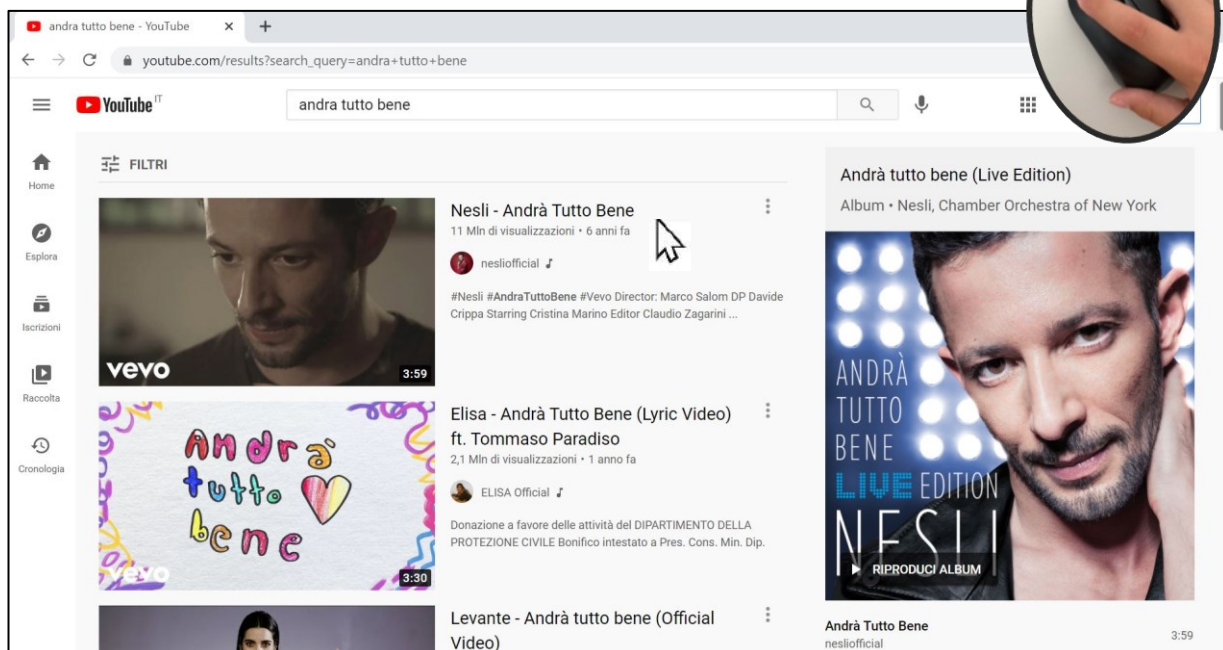 andra tutto bene - YouTube
youtube.com/results?search_query=andra+tutto+bene
YouTube IT
andra tutto bene
Home
Esplora
Iscrizioni
Raccolta
Cronologia
FILTRI
vevo
3:59
Nesli - Andrà Tutto Bene
11 Mln di visualizzazioni • 6 anni fa
nesliofficial
#Nesli #AndraTuttoBene #Vevo Director: Marco Salom DP Davide
Crippa Starring Cristina Marino Editor Claudio Zagarini ...
Andrà
tutto
bene
vevo
3:30
Elisa - Andrà Tutto Bene (Lyric Video)
ft. Tommaso Paradiso
2,1 Mln di visualizzazioni • 1 anno fa
ELISA Official
Donazione a favore delle attività del DIPARTIMENTO DELLA
PROTEZIONE CIVILE Bonifico intestato a Pres. Cons. Min. Dip.
Levante - Andrà tutto bene (Official
Video)
Andrà tutto bene (Live Edition)
Album • Nesli, Chamber Orchestra of New York
ANDRÀ
TUTTO
BENE
LIVE EDITION
NESLI
RIPRODUCI ALBUM
Andrà Tutto Bene
nesliofficial
3:59